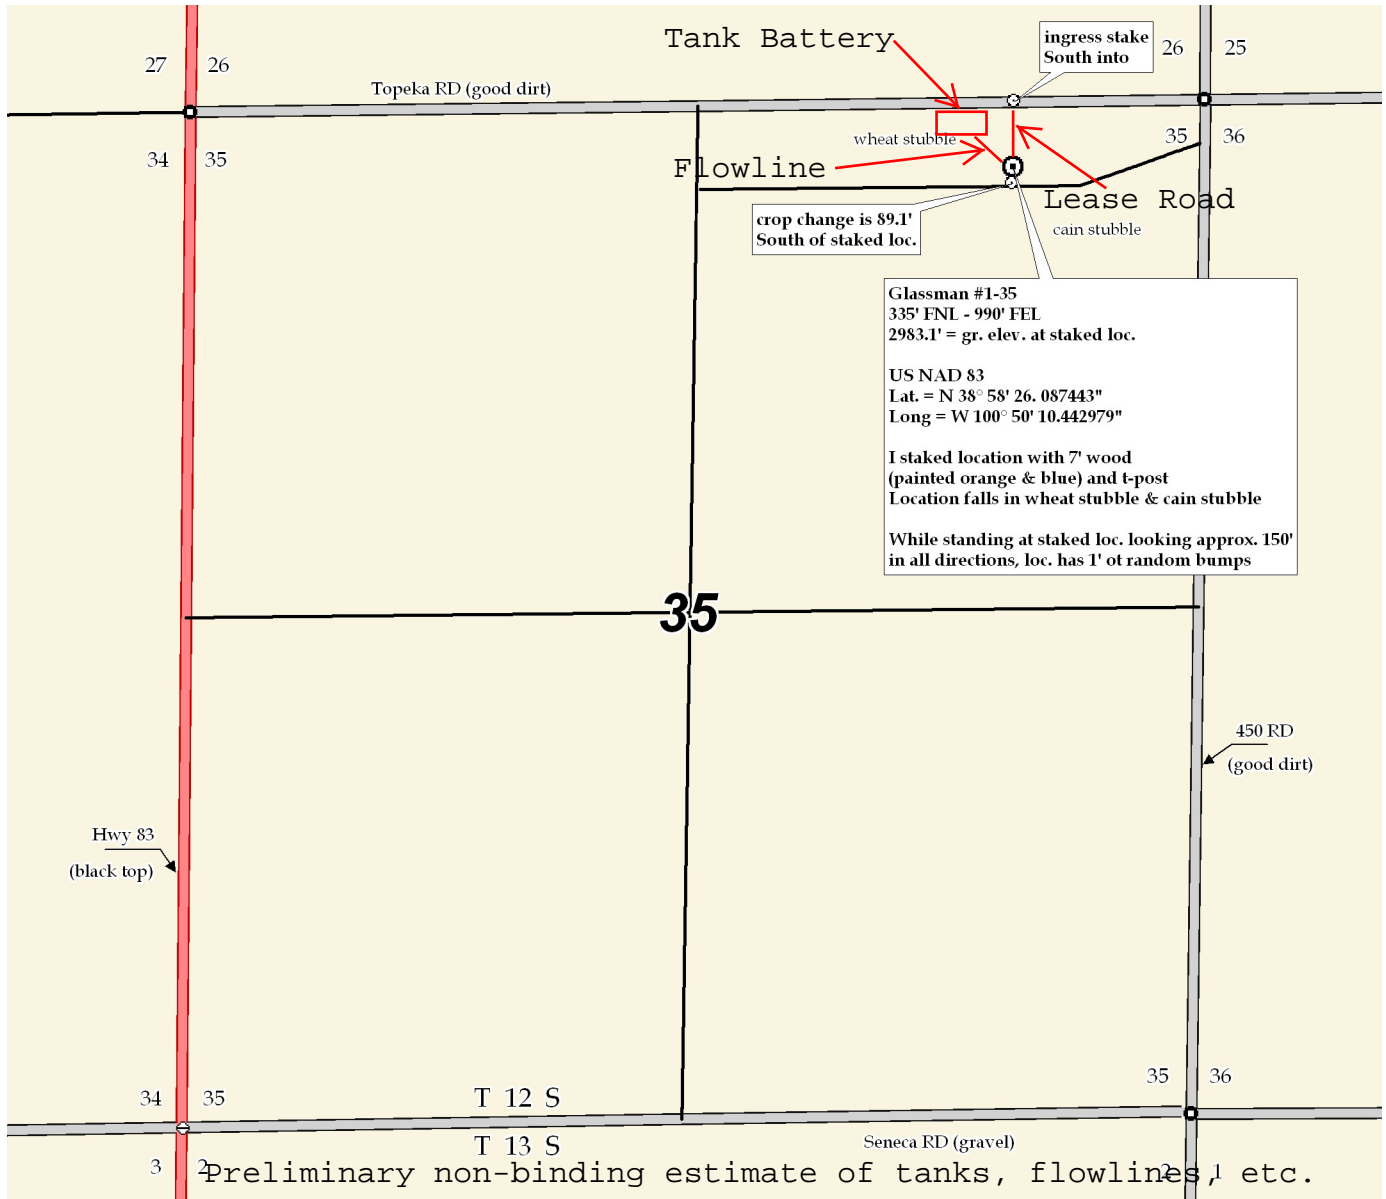 Tank Battery
ingress stake
South into
26
25
27
26
Topeka RD (good dirt)
34
35
wheat stubble
35
36
Flowline
Lease Road
crop change is 89.1'
South of staked loc.
cain stubble
Glassman #1-35
335' FNL - 990' FEL
2983.1' = gr. elev. at staked loc.
US NAD 83
Lat. = N 38° 58' 26. 087443"
Long = W 100° 50' 10.442979"
I staked location with 7' wood
(painted orange & blue) and t-post
Location falls in wheat stubble & cain stubble
While standing at staked loc. looking approx. 150'
in all directions, loc. has 1' ot random bumps
35
450 RD
(good dirt)
Hwy 83
(black top)
34
35
T 12 S
35
36
T 13 S
Seneca RD (gravel)
3
2
2
1
Preliminary non-binding estimate of tanks, flowlines, etc.